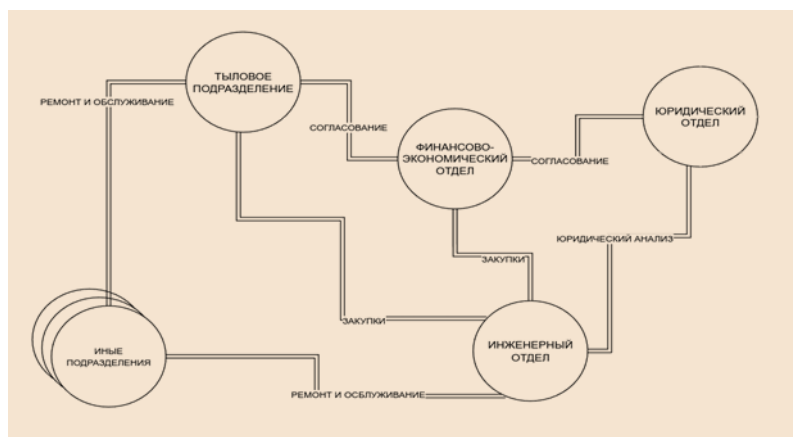 ТЫЛОВОЕ
ПОДРАЗДЕЛЕНИЕ
РЕМОНТ И ОБСЛУЖИВАНИЕ
ЮРИДИЧЕСКИЙ
ОТДЕЛ
СОГЛАСОВАНИЕ
ФИНАНСОВО-
ЭКОНОМИЧЕСКИЙ
ОТДЕЛ
СОГЛАСОВАНИЕ
ЮРИДИЧЕСКИЙ АНАЛИЗ
ЗАКУПКИ
ЗАКУПКИ
ИНЖЕНЕРНЫЙ
ОТДЕЛ
ИНЫЕ
ПОДРАЗДЕЛЕНИЯ
РЕМОНТ И ОСБЛУЖИВАНИЕ